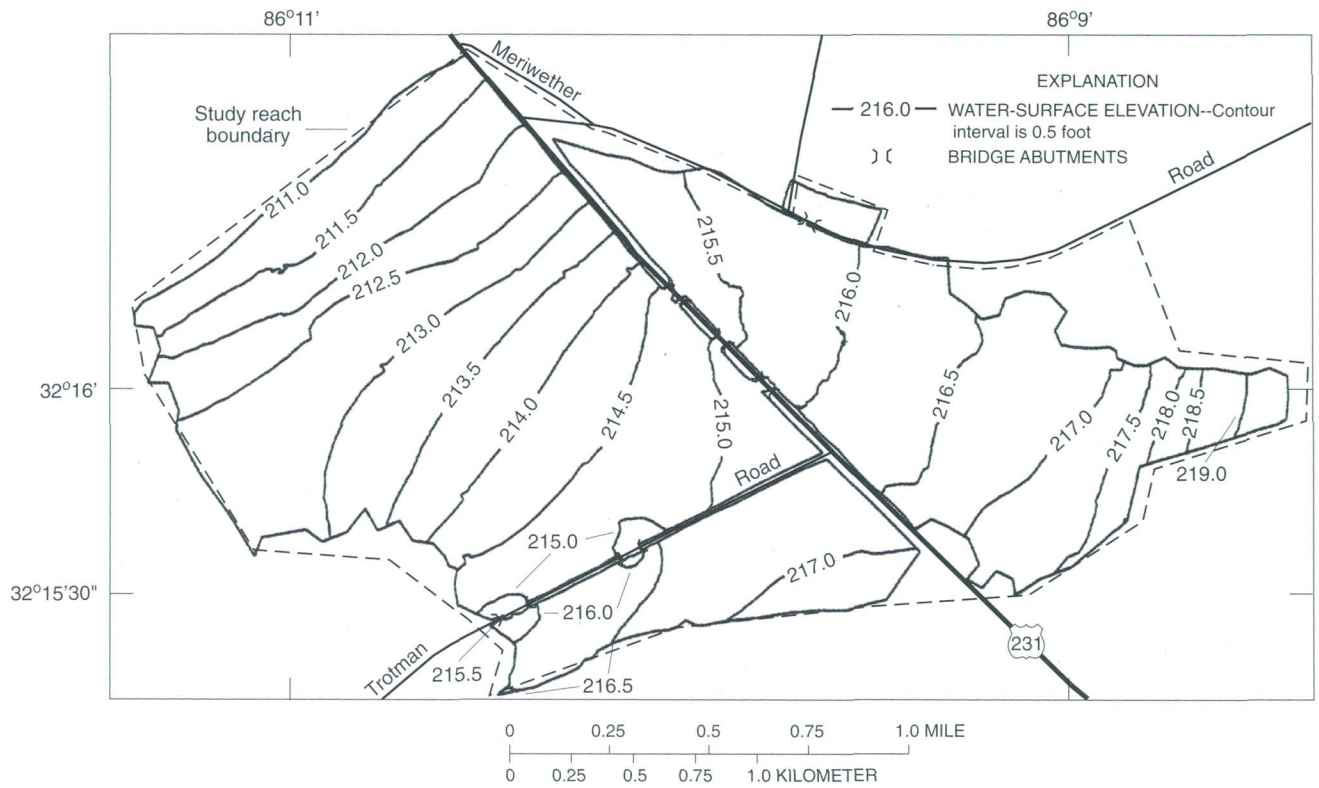 86°11'
86°9'
Meriwether
EXPLANATION
216.0 WATER-SURFACE ELEVATION--Contour
interval is 0.5 foot
BRIDGE ABUTMENTS
Study reach
boundary
Road
211.0
211.5
212.0
212.5
213.0
213.5
214.0
214.5
215.0
215.5
216.0
216.5
217.0
217.5
218.0
218.5
219.0
32°16'
Road
215.0
217.0
32°15'30"
216.0
231
Trotman
215.5
216.5
0 0.25 0.5 0.75 1.0 MILE
0 0.25 0.5 0.75 1.0 KILOMETER